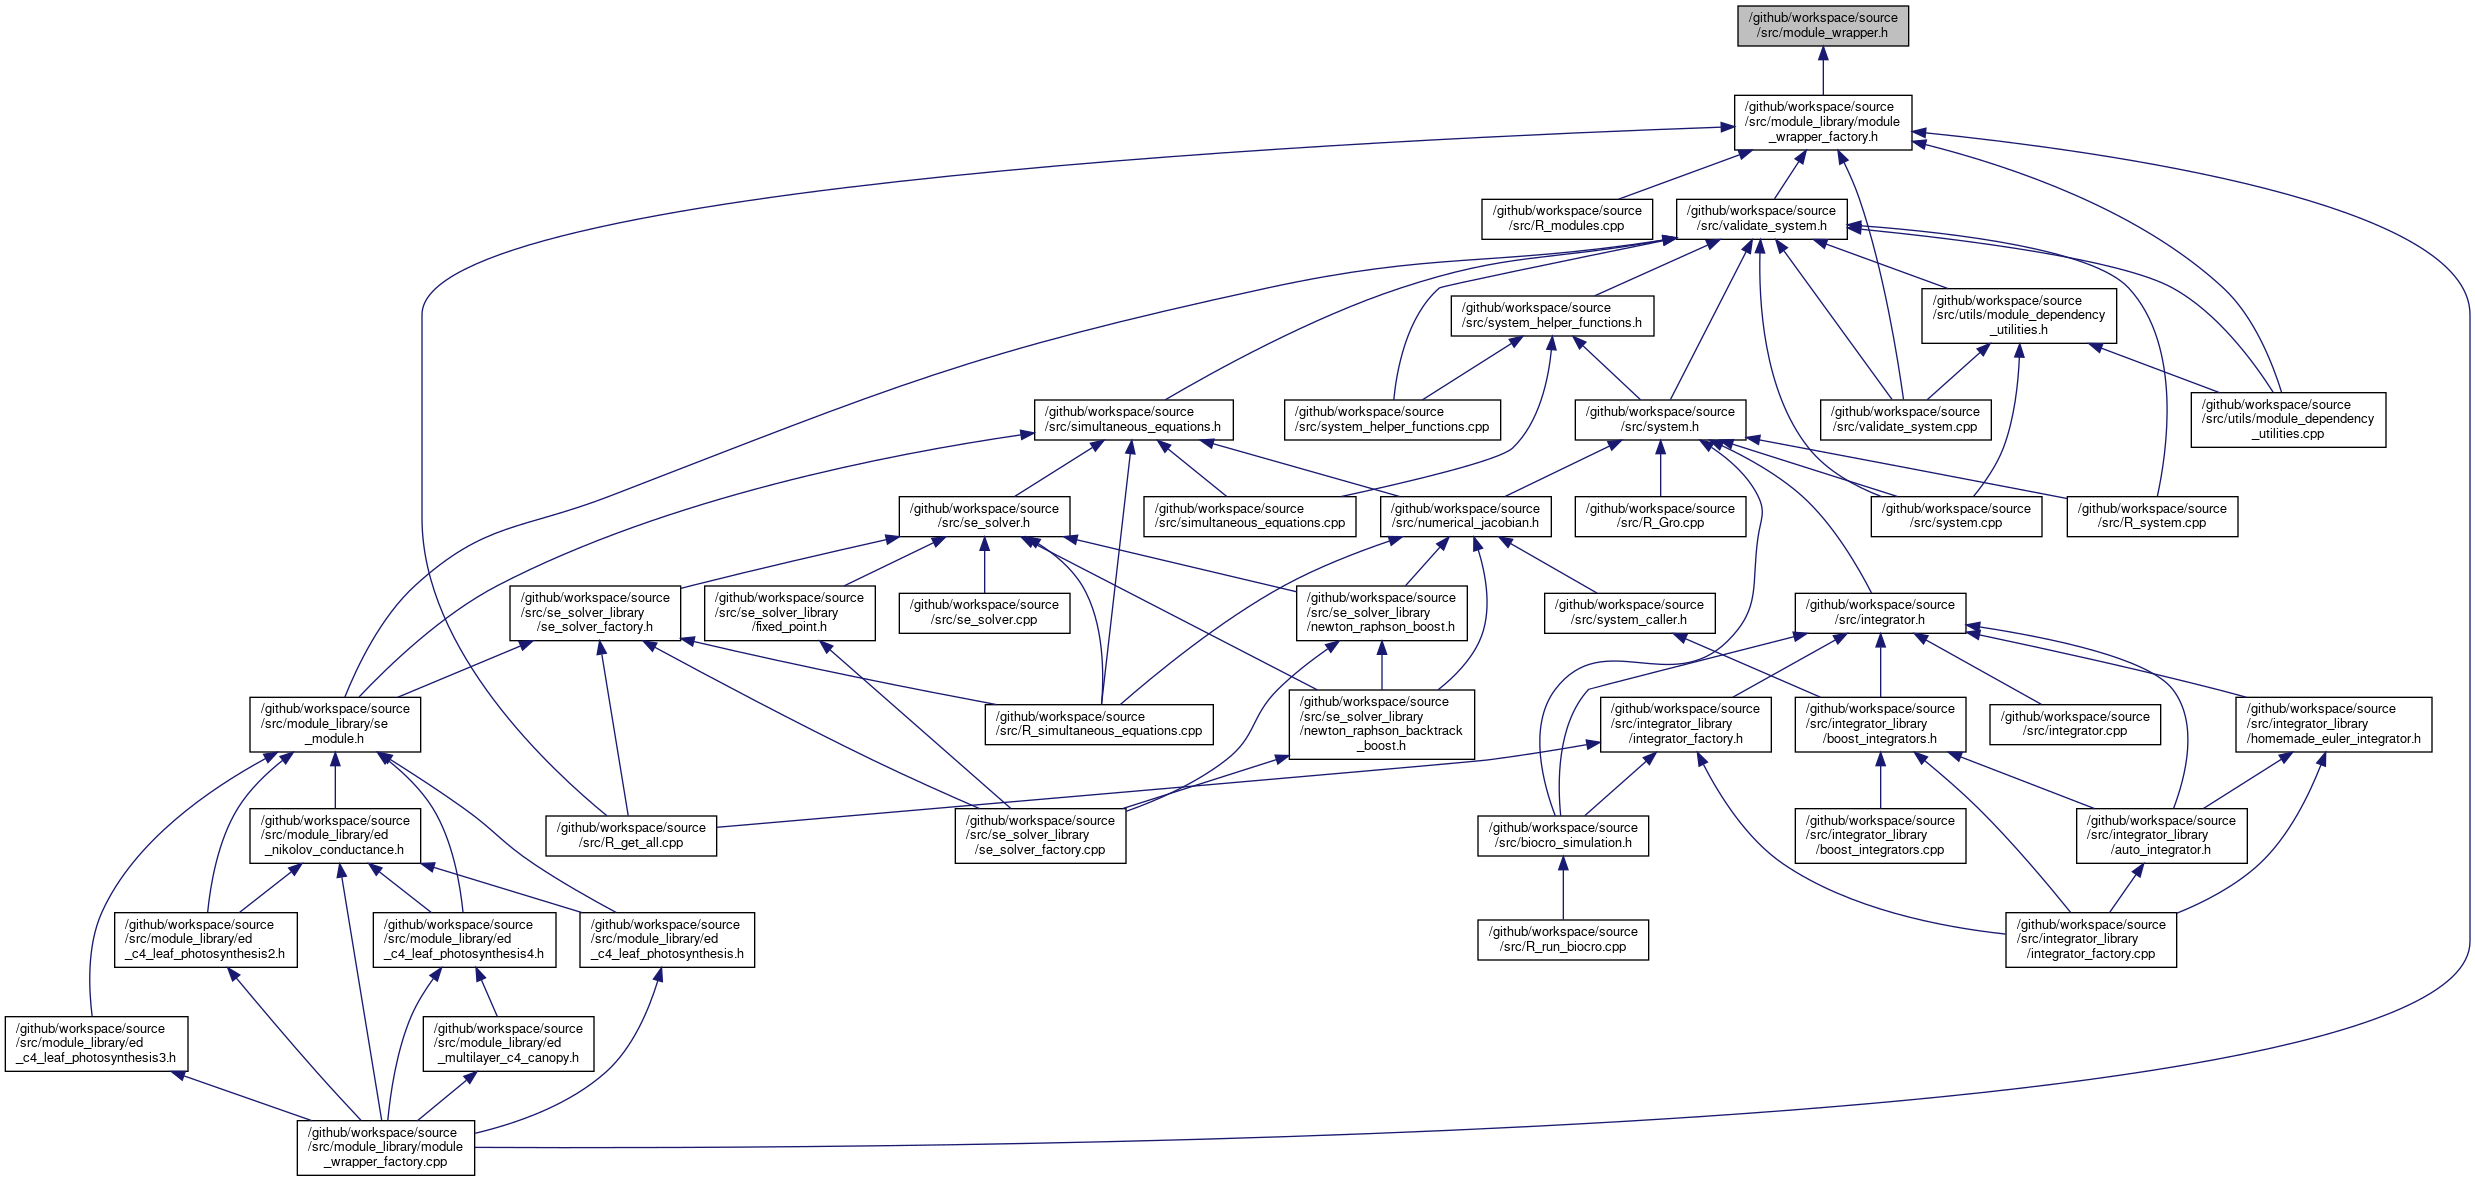 /github/workspace/source
/src/module_wrapper.h
/github/workspace/source
/src/module_library/module
_wrapper_factory.h
/github/workspace/source
/src/R_modules.cpp
/github/workspace/source
/src/validate_system.h
/github/workspace/source
/src/system_helper_functions.h
/github/workspace/source
/src/utils/module_dependency
_utilities.h
/github/workspace/source
/src/simultaneous_equations.h
/github/workspace/source
/src/system_helper_functions.cpp
/github/workspace/source
/src/system.h
/github/workspace/source
/src/validate_system.cpp
/github/workspace/source
/src/utils/module_dependency
_utilities.cpp
/github/workspace/source
/src/se_solver.h
/github/workspace/source
/src/simultaneous_equations.cpp
/github/workspace/source
/src/numerical_jacobian.h
/github/workspace/source
/src/R_Gro.cpp
/github/workspace/source
/src/system.cpp
/github/workspace/source
/src/R_system.cpp
/github/workspace/source
/src/se_solver_library
/se_solver_factory.h
/github/workspace/source
/src/se_solver_library
/fixed_point.h
/github/workspace/source
/src/se_solver.cpp
/github/workspace/source
/src/se_solver_library
/newton_raphson_boost.h
/github/workspace/source
/src/system_caller.h
/github/workspace/source
/src/integrator.h
/github/workspace/source
/src/module_library/se
_module.h
/github/workspace/source
/src/R_simultaneous_equations.cpp
/github/workspace/source
/src/se_solver_library
/newton_raphson_backtrack
_boost.h
/github/workspace/source
/src/integrator_library
/integrator_factory.h
/github/workspace/source
/src/integrator_library
/boost_integrators.h
/github/workspace/source
/src/integrator.cpp
/github/workspace/source
/src/integrator_library
/homemade_euler_integrator.h
/github/workspace/source
/src/module_library/ed
_nikolov_conductance.h
/github/workspace/source
/src/R_get_all.cpp
/github/workspace/source
/src/se_solver_library
/se_solver_factory.cpp
/github/workspace/source
/src/biocro_simulation.h
/github/workspace/source
/src/integrator_library
/boost_integrators.cpp
/github/workspace/source
/src/integrator_library
/auto_integrator.h
/github/workspace/source
/src/module_library/ed
_c4_leaf_photosynthesis2.h
/github/workspace/source
/src/module_library/ed
_c4_leaf_photosynthesis4.h
/github/workspace/source
/src/module_library/ed
_c4_leaf_photosynthesis.h
/github/workspace/source
/src/R_run_biocro.cpp
/github/workspace/source
/src/integrator_library
/integrator_factory.cpp
/github/workspace/source
/src/module_library/ed
_c4_leaf_photosynthesis3.h
/github/workspace/source
/src/module_library/ed
_multilayer_c4_canopy.h
/github/workspace/source
/src/module_library/module
_wrapper_factory.cpp